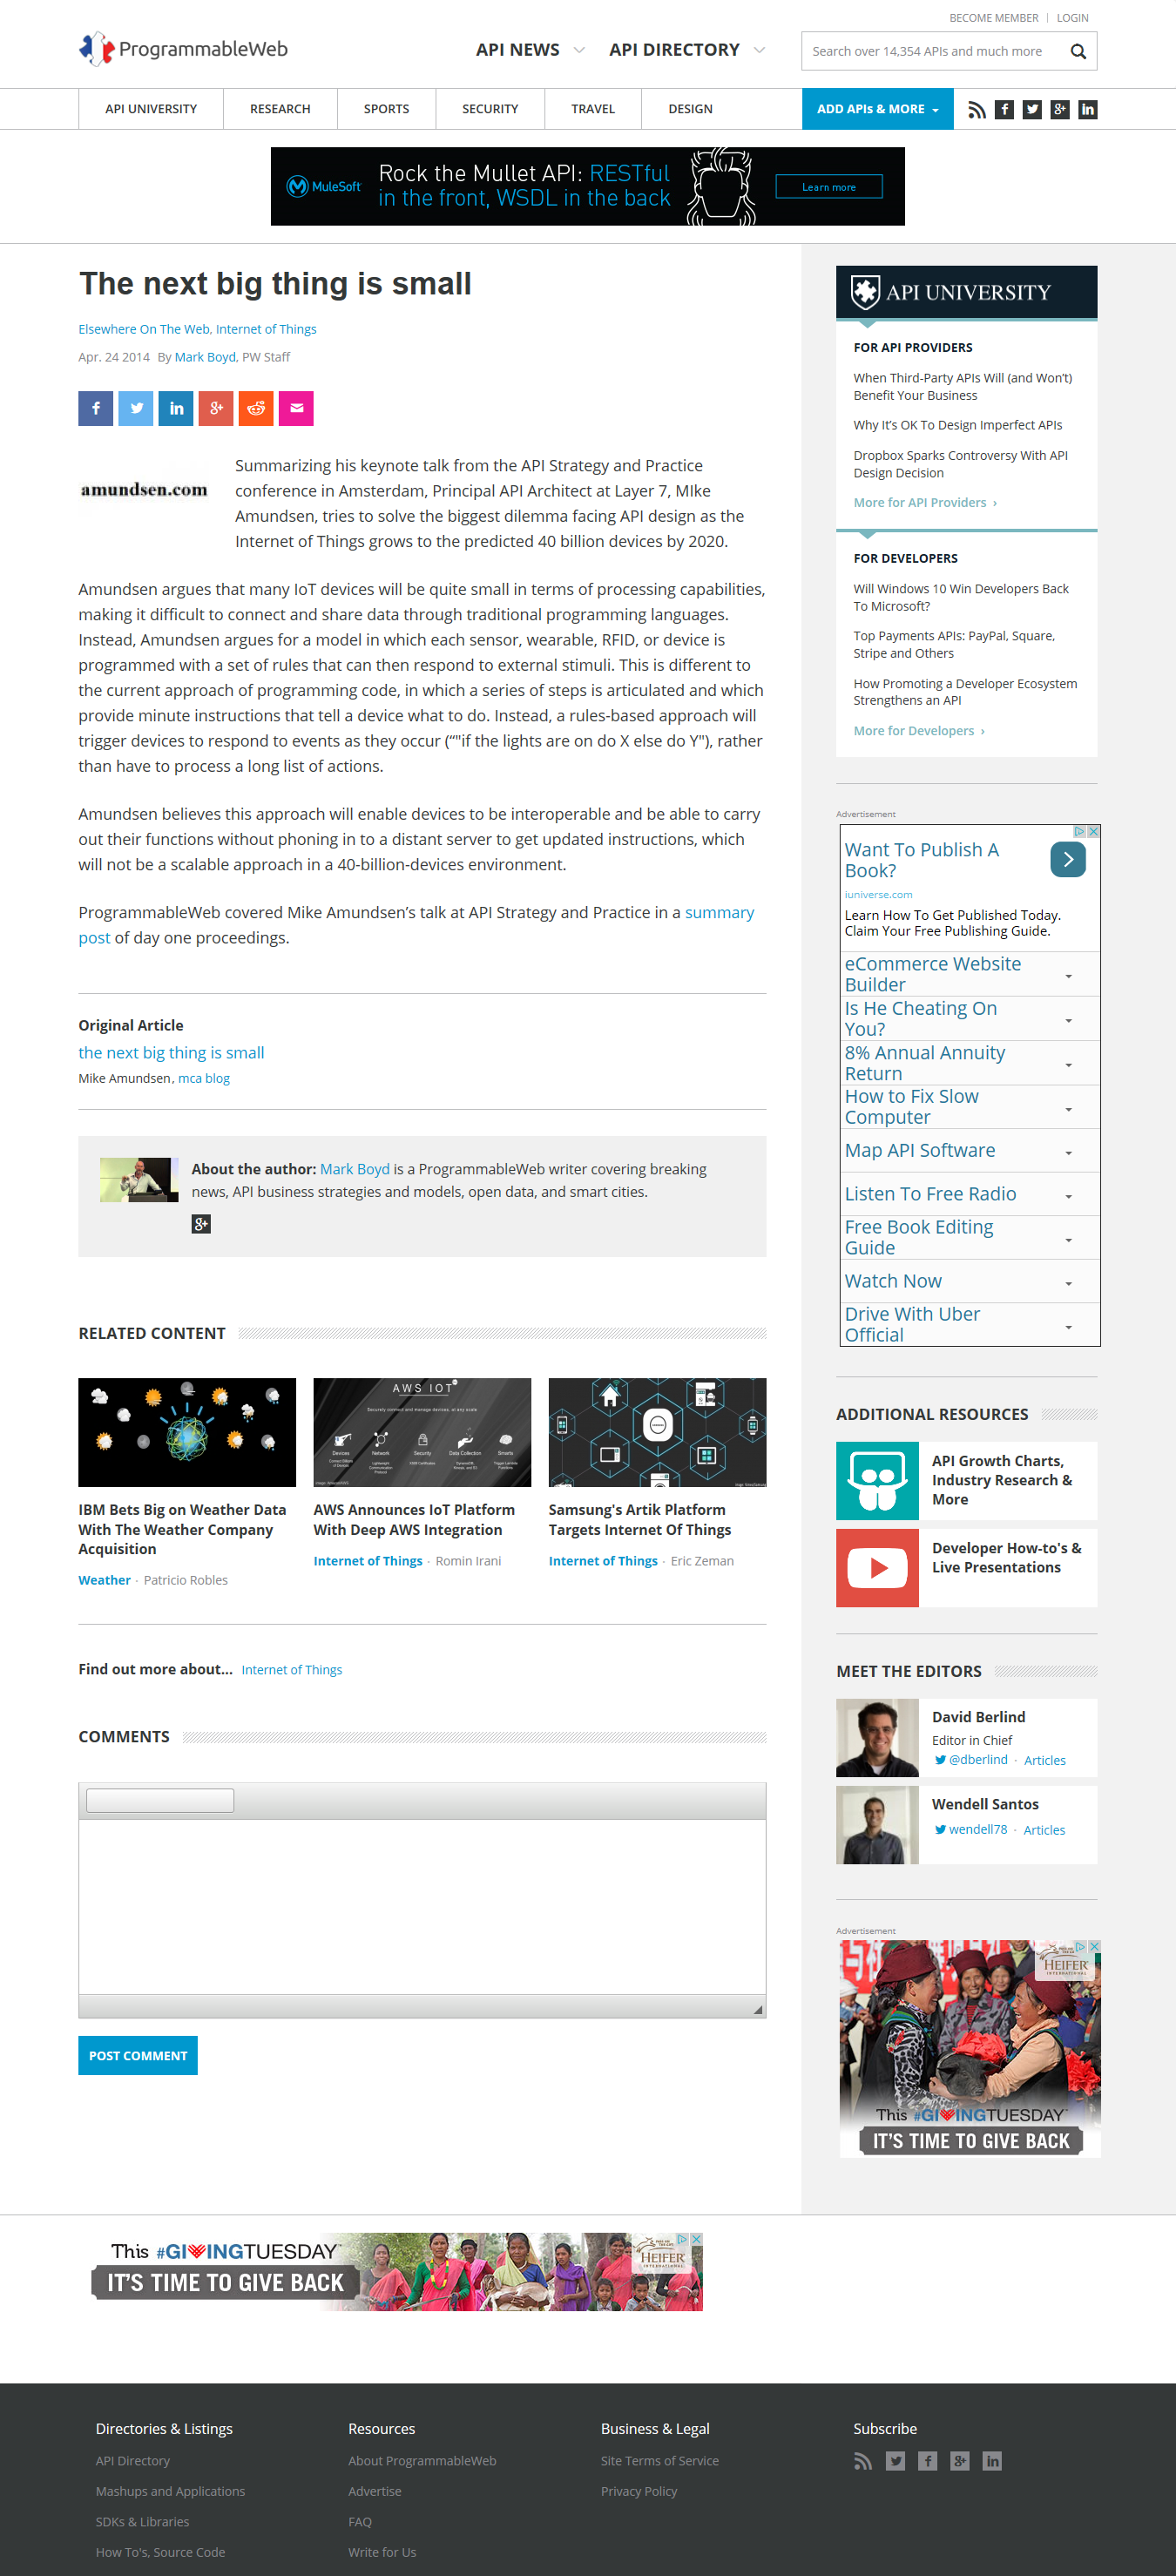 BECOME MEMBER | LOGIN
ProgrammableWeb
API NEWS
API DIRECTORY
Search over 14,354 APIs and much more
API UNIVERSITY
RESEARCH
SPORTS
SECURITY
TRAVEL
DESIGN
ADD APIs & MORE
MuleSoft
Rock the Mullet API: RESTful
in the front, WSDL in the back
Learn more
The next big thing is small
Elsewhere On The Web, Internet of Things
Apr. 24 2014 By Mark Boyd, PW Staff
amundsen.com
Summarizing his keynote talk from the API Strategy and Practice
conference in Amsterdam, Principal API Architect at Layer 7, MIke
Amundsen, tries to solve the biggest dilemma facing API design as the
Internet of Things grows to the predicted 40 billion devices by 2020.
Amundsen argues that many IoT devices will be quite small in terms of processing capabilities,
making it difficult to connect and share data through traditional programming languages.
Instead, Amundsen argues for a model in which each sensor, wearable, RFID, or device is
programmed with a set of rules that can then respond to external stimuli. This is different to
the current approach of programming code, in which a series of steps is articulated and which
provide minute instructions that tell a device what to do. Instead, a rules-based approach will
trigger devices to respond to events as they occur (“"if the lights are on do X else do Y"), rather
than have to process a long list of actions.
Amundsen believes this approach will enable devices to be interoperable and be able to carry
out their functions without phoning in to a distant server to get updated instructions, which
will not be a scalable approach in a 40-billion-devices environment.
ProgrammableWeb covered Mike Amundsen's talk at API Strategy and Practice in a summary
post of day one proceedings.
Original Article
the next big thing is small
Mike Amundsen, mca blog
About the author: Mark Boyd is a ProgrammableWeb writer covering breaking
news, API business strategies and models, open data, and smart cities.
RELATED CONTENT
AWS IOT
Securely connect and manage devices, at any scale
Devices
Network
Security
Data Collection
Smarts
IBM Bets Big on Weather Data
With The Weather Company
Acquisition
Weather · Patricio Robles
AWS Announces IoT Platform
With Deep AWS Integration
Internet of Things · Romin Irani
Samsung's Artik Platform
Targets Internet Of Things
Internet of Things · Eric Zeman
Find out more about... Internet of Things
COMMENTS
POST COMMENT
API UNIVERSITY
FOR API PROVIDERS
When Third-Party APIs Will (and Won't)
Benefit Your Business
Why It's OK To Design Imperfect APIs
Dropbox Sparks Controversy With API
Design Decision
More for API Providers ›
FOR DEVELOPERS
Will Windows 10 Win Developers Back
To Microsoft?
Top Payments APIs: PayPal, Square,
Stripe and Others
How Promoting a Developer Ecosystem
Strengthens an API
More for Developers ›
Advertisement
Want To Publish A
Book?
iuniverse.com
Learn How To Get Published Today.
Claim Your Free Publishing Guide.
eCommerce Website
Builder
Is He Cheating On
You?
8% Annual Annuity
Return
How to Fix Slow
Computer
Map API Software
Listen To Free Radio
Free Book Editing
Guide
Watch Now
Drive With Uber
Official
ADDITIONAL RESOURCES
API Growth Charts,
Industry Research &
More
Developer How-to's &
Live Presentations
MEET THE EDITORS
David Berlind
Editor in Chief
@dberlind · Articles
Wendell Santos
wendell78 · Articles
Advertisement
HEIFER
INTERNATIONAL
This #GIVINGTUESDAY
IT'S TIME TO GIVE BACK
This #GIVINGTUESDAY
IT'S TIME TO GIVE BACK
HEIFER
INTERNATIONAL
Directories & Listings
API Directory
Mashups and Applications
SDKs & Libraries
How To's, Source Code
Resources
About ProgrammableWeb
Advertise
FAQ
Write for Us
Business & Legal
Site Terms of Service
Privacy Policy
Subscribe